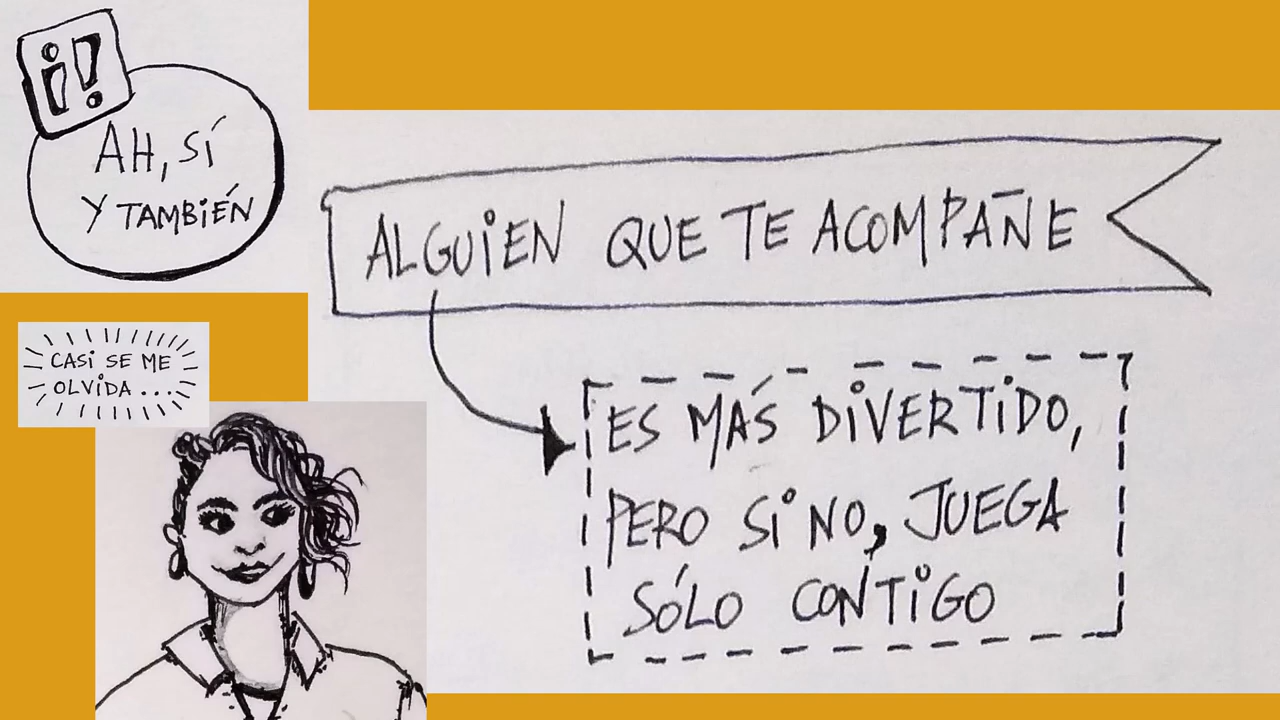 ¡!
AH, SÍ
Y TAMBIÉN
CASI SE ME
OLVIDA...
ALGUIEN QUE TE ACOMPAÑE
ES MÁS DIVERTIDO,
PERO SI NO, JUEGA
SÓLO CONTIGO